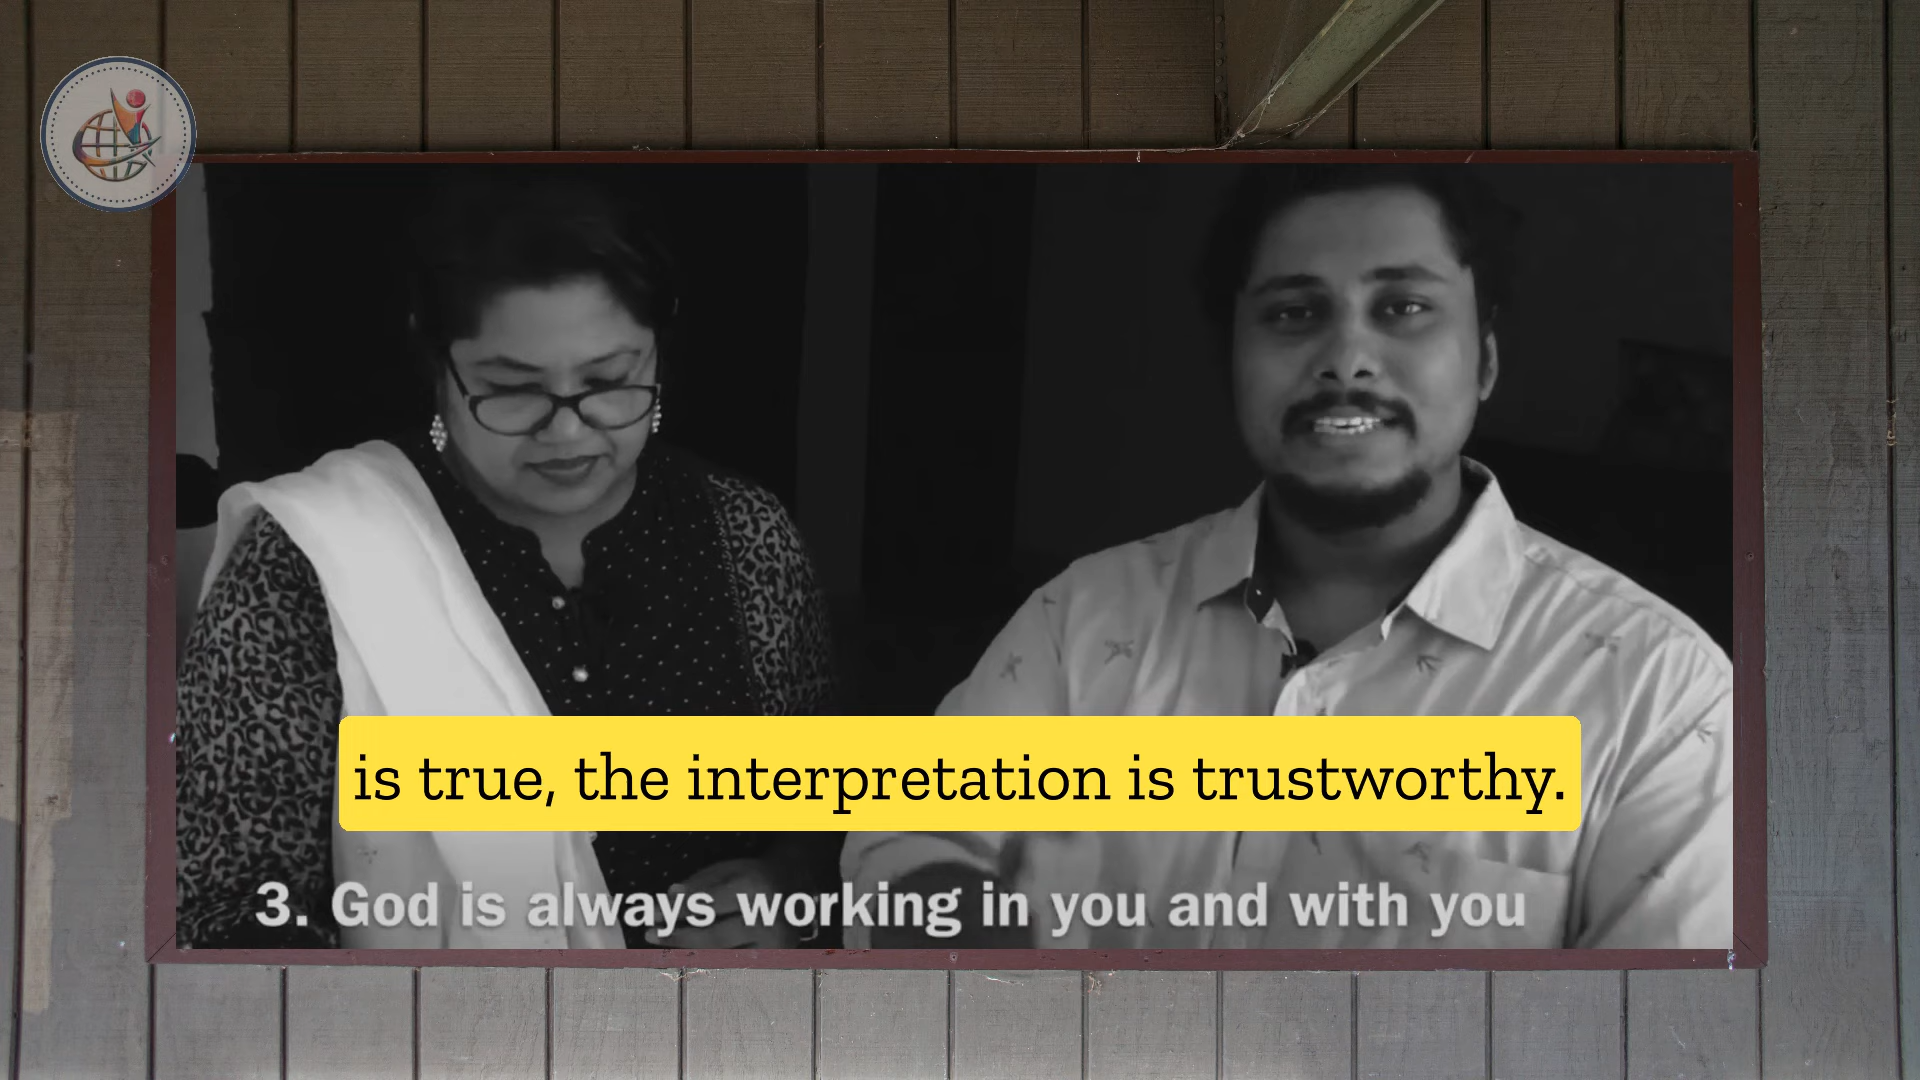 is true, the interpretation is trustworthy.
3. God is always working in you and with you